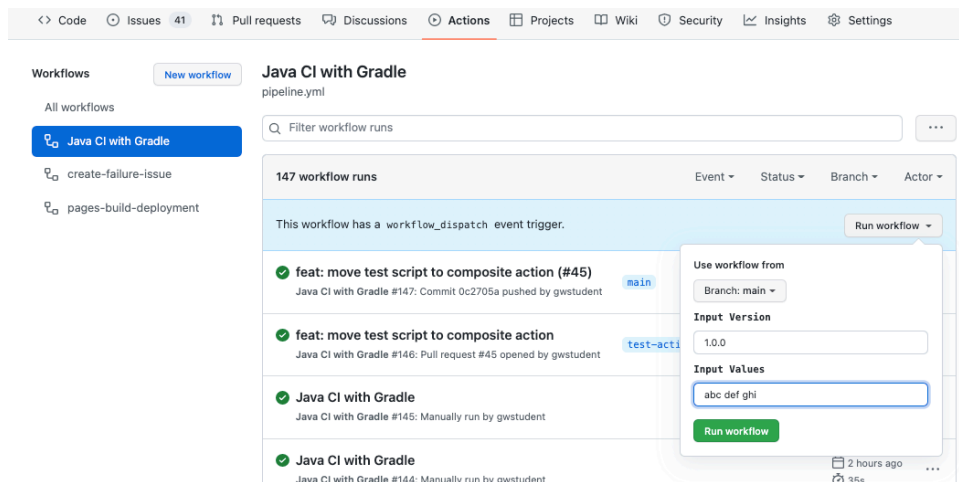 Code Issues 41 Pull requests Discussions Actions Projects Wiki Security Insights Settings
Workflows
New workflow
All workflows
Java CI with Gradle
create-failure-issue
pages-build-deployment
Java CI with Gradle
pipeline.yml
Filter workflow runs
147 workflow runs Event Status Branch Actor
This workflow has a workflow_dispatch event trigger.
Run workflow
feat: move test script to composite action (#45)
Java CI with Gradle #147: Commit 0c2705a pushed by gwstudent
main
feat: move test script to composite action
Java CI with Gradle #146: Pull request #45 opened by gwstudent
test-acti
Java CI with Gradle
Java CI with Gradle #145: Manually run by gwstudent
Java CI with Gradle
Java CI with Gradle #144: Manually run by gwstudent
2 hours ago
35s
Use workflow from
Branch: main
Input Version
1.0.0
Input Values
abc def ghi
Run workflow